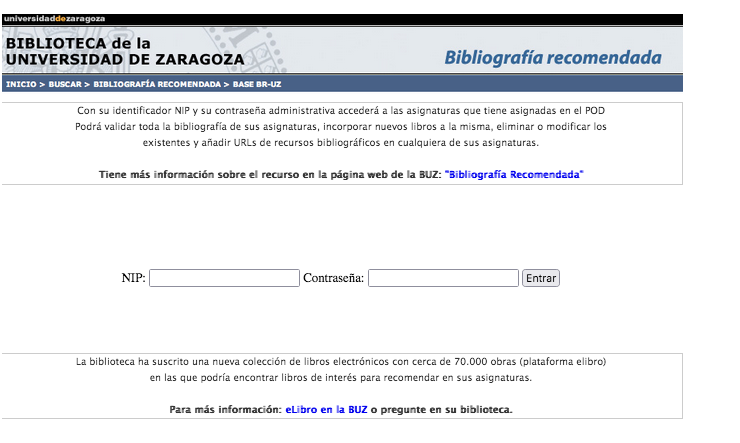 universidaddezaragoza
BIBLIOTECA de la
UNIVERSIDAD DE ZARAGOZA
Bibliografía recomendada
INICIO > BUSCAR > BIBLIOGRAFÍA RECOMENDADA > BASE BR-UZ
Con su identificador NIP y su contraseña administrativa accederá a las asignaturas que tiene asignadas en el POD
Podrá validar toda la bibliografía de sus asignaturas, incorporar nuevos libros a la misma, eliminar o modificar los
existentes y añadir URLs de recursos bibliográficos en cualquiera de sus asignaturas.
Tiene más información sobre el recurso en la página web de la BUZ: "Bibliografía Recomendada"
NIP: Contraseña: Entrar
La biblioteca ha suscrito una nueva colección de libros electrónicos con cerca de 70.000 obras (plataforma elibro)
en las que podría encontrar libros de interés para recomendar en sus asignaturas.
Para más información: eLibro en la BUZ o pregunte en su biblioteca.